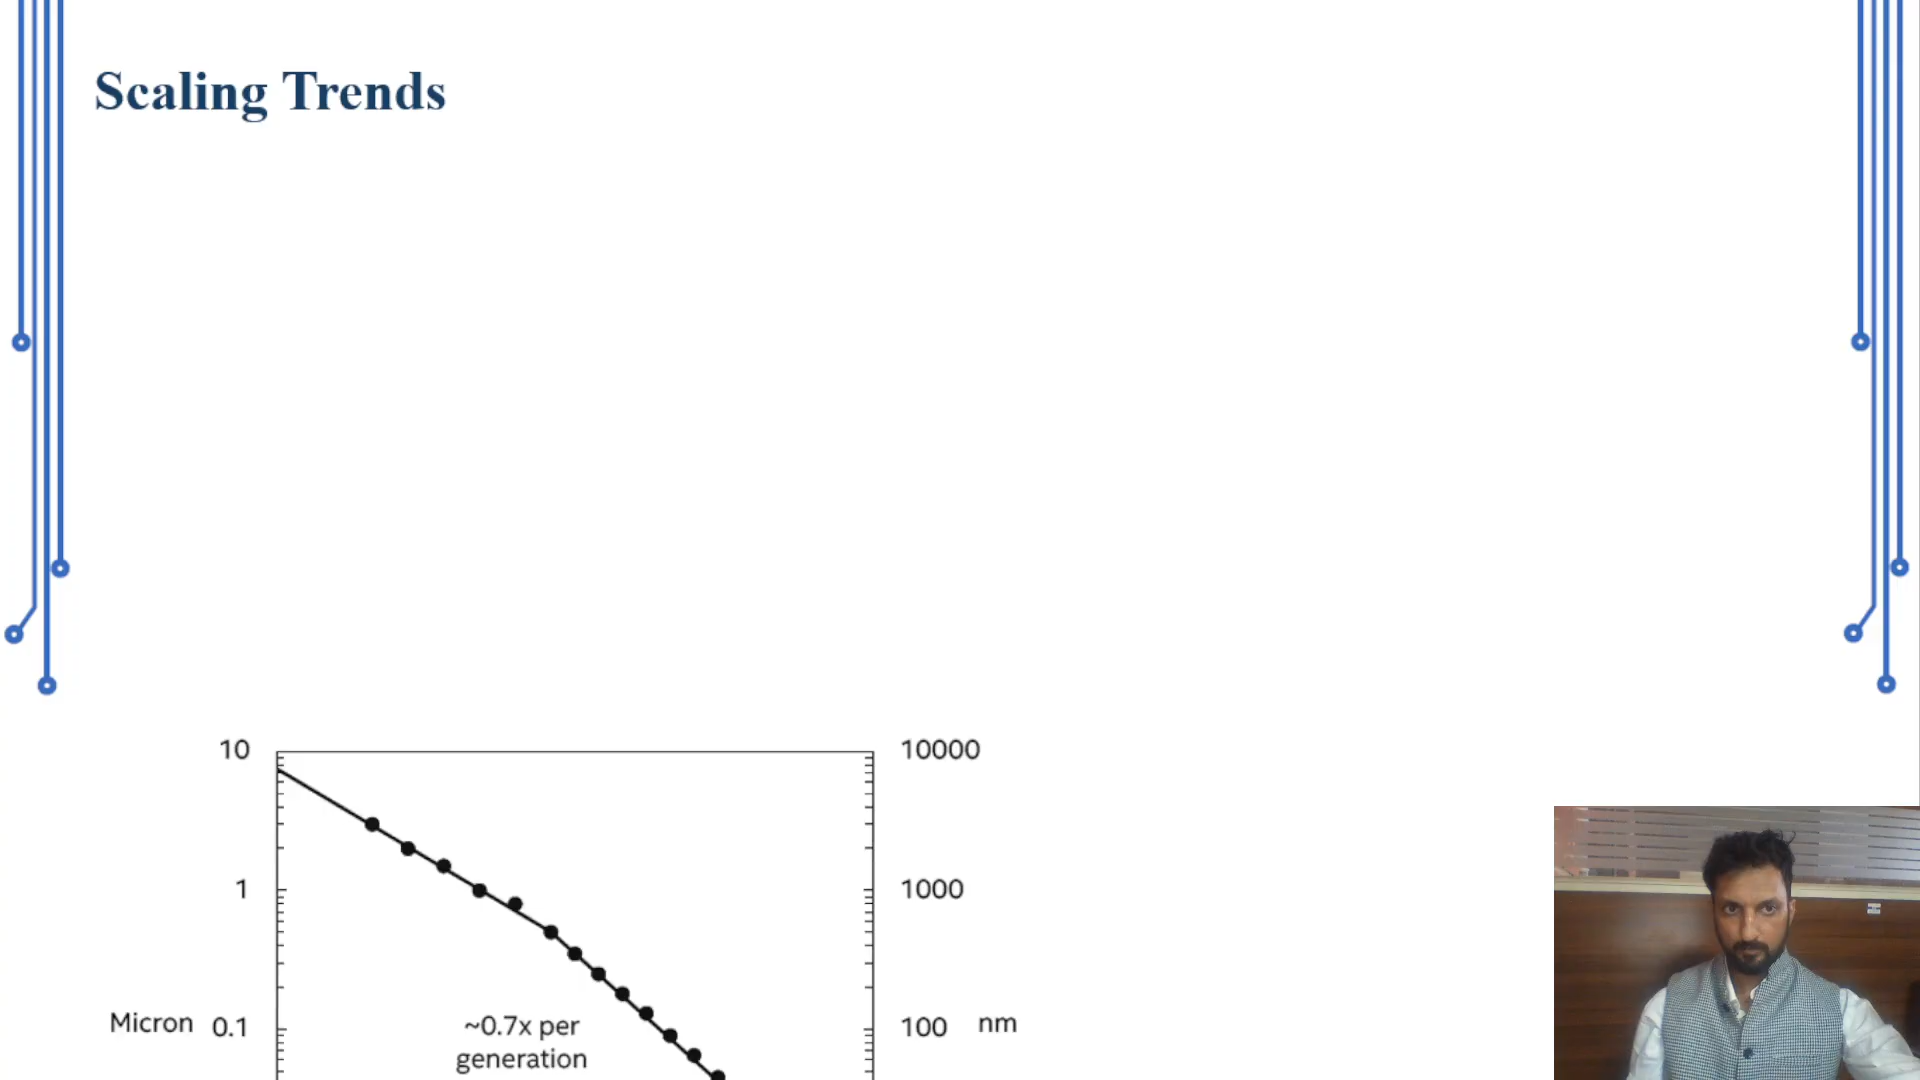 Scaling Trends
10 10000
1 1000
Micron 0.1 100 nm
~0.7x per
generation